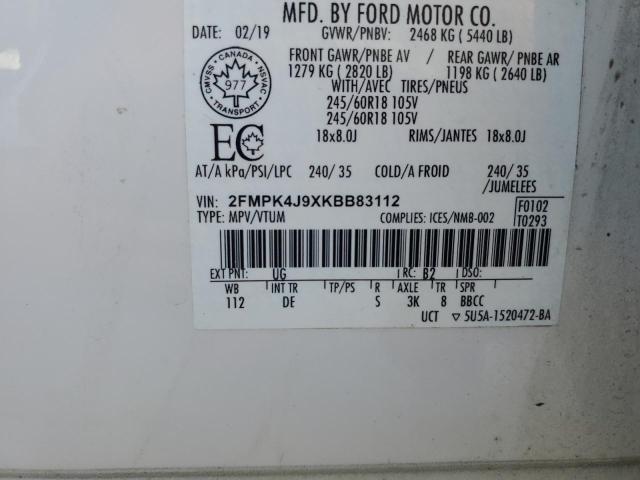 MFD. BY FORD MOTOR CO.
DATE: 02/19 GVWR/PNBV: 2468 KG ( 5440 LB)
FRONT GAWR/PNBE AV / REAR GAWR/ PNBE AR
1279 KG ( 2820 LB) 1198 KG ( 2640 LB)
WITH/AVEC TIRES/PNEUS
245/60R18 105V
245/60R18 105V
18x8.0J RIMS/JANTES 18x8.0J
CANADA
CMVSS NSVAC
977
TRANSPORT
EC
AT/A kPa/PSI/LPC 240/ 35 COLD/A FROID 240/ 35
/JUMELEES
VIN: 2FMPK4J9XKBB83112
TYPE: MPV/VTUM COMPLIES: ICES/NMB-002
F0102
T0293
EXT PNT: UG RC: B2 DSO:
WB INT TR TP/PS R AXLE TR SPR
112 DE S 3K 8 BBCC
UCT ▽ 5U5A-1520472-BA